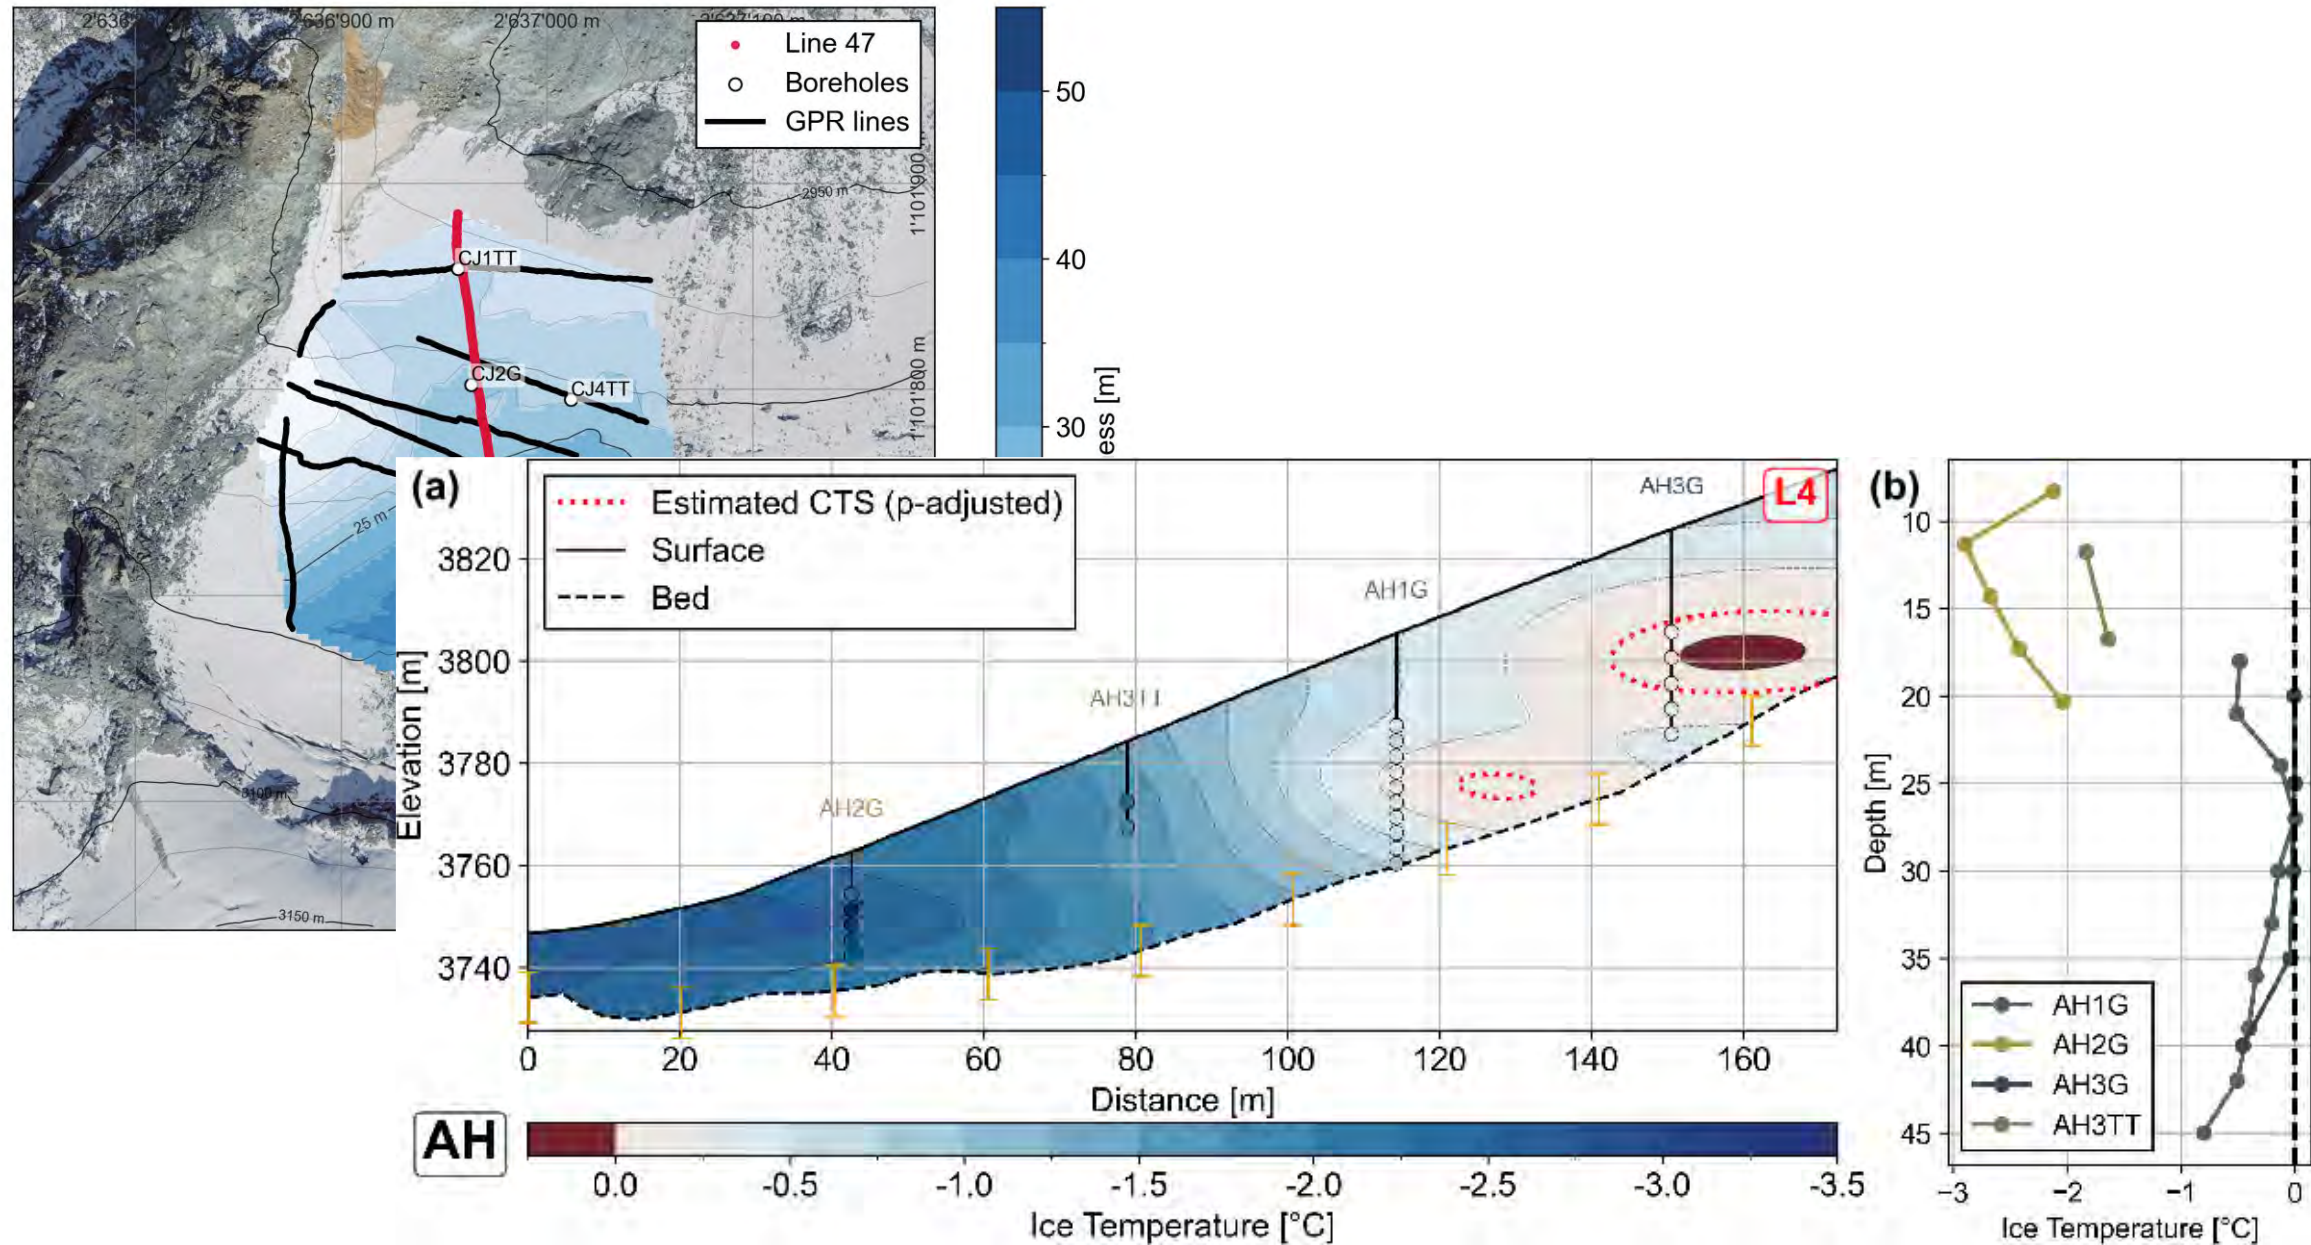 2'636'900 m
2'637'000 m
Line 47
Boreholes
GPR lines
1'101'900
2950 m
CJ1TT
CJ2G
CJ4TT
1'101'800 m
25 m
3100 m
3150 m
50
40
30
ess [m]
(a)
Estimated CTS (p-adjusted)
Surface
Bed
L4
AH3G
AH1G
AH2G
3820
3800
3780
3760
3740
Elevation [m]
0 20 40 60 80 100 120 140 160
Distance [m]
AH
0.0 -0.5 -1.0 -1.5 -2.0 -2.5 -3.0 -3.5
Ice Temperature [°C]
(b)
10
15
20
25
30
35
40
45
Depth [m]
AH1G
AH2G
AH3G
AH3TT
−3 −2 −1 0
Ice Temperature [°C]